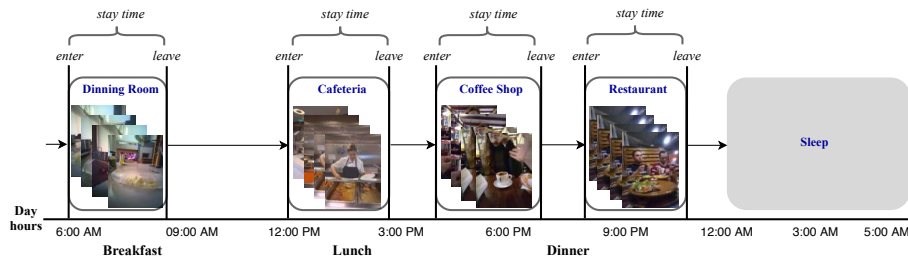 stay time stay time stay time stay time
enter leave enter leave enter leave enter leave
Dinning Room Cafeteria Coffee Shop Restaurant
Sleep
Day
hours
6:00 AM 09:00 AM 12:00 PM 3:00 PM 6:00 PM 9:00 PM 12:00 AM 3:00 AM 5:00 AM
Breakfast Lunch Dinner